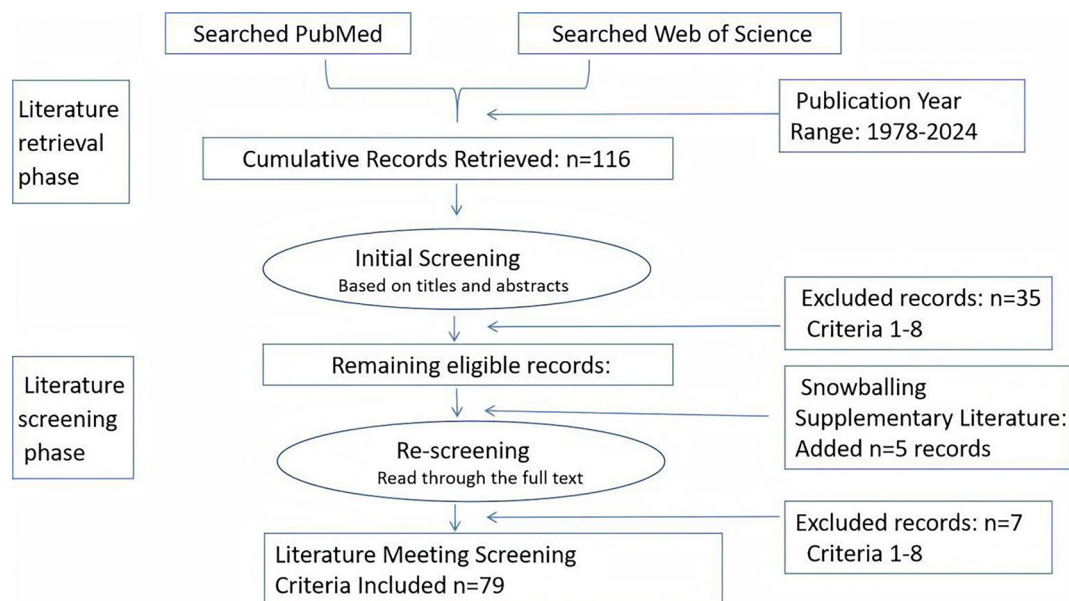 Searched PubMed
Searched Web of Science
Literature
retrieval
phase
Publication Year
Range: 1978-2024
Cumulative Records Retrieved: n=116
Initial Screening
Based on titles and abstracts
Excluded records: n=35
Criteria 1-8
Remaining eligible records:
Literature
screening
phase
Snowballing
Supplementary Literature:
Added n=5 records
Re-screening
Read through the full text
Excluded records: n=7
Criteria 1-8
Literature Meeting Screening
Criteria Included n=79